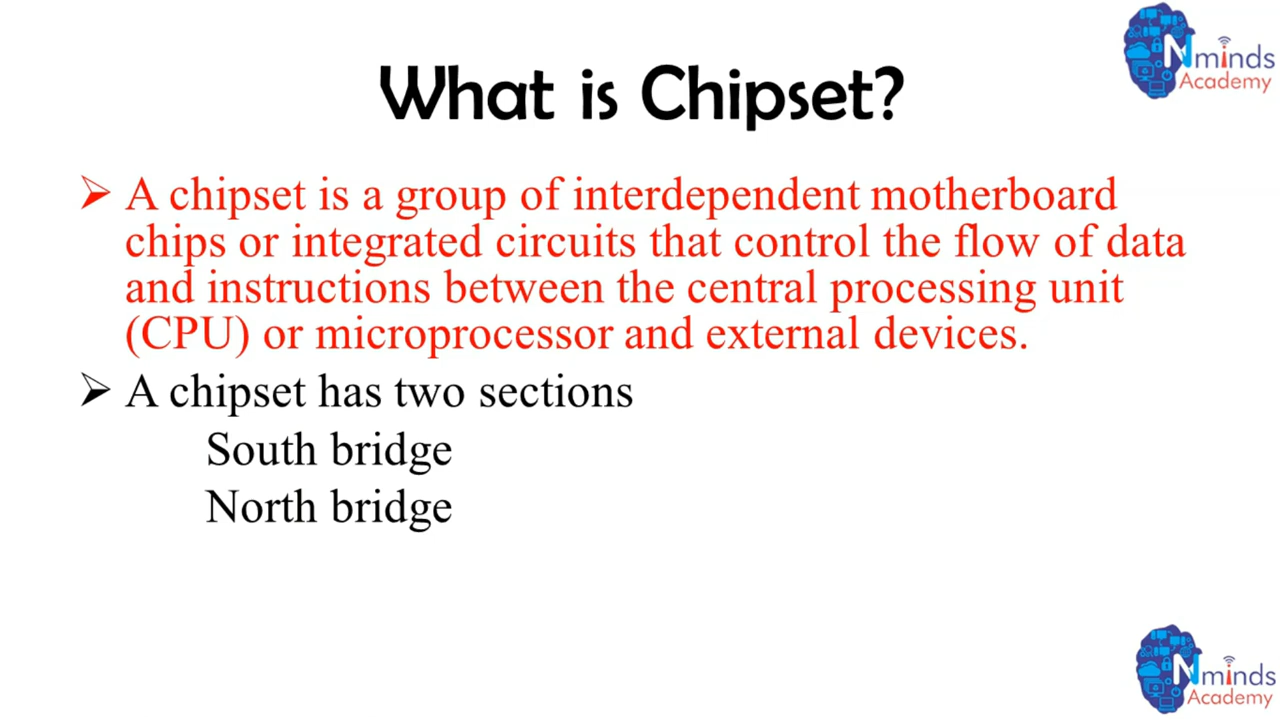 What is Chipset?
Nminds
Academy
➢ A chipset is a group of interdependent motherboard
chips or integrated circuits that control the flow of data
and instructions between the central processing unit
(CPU) or microprocessor and external devices.
➢ A chipset has two sections
South bridge
North bridge
Nminds
Academy